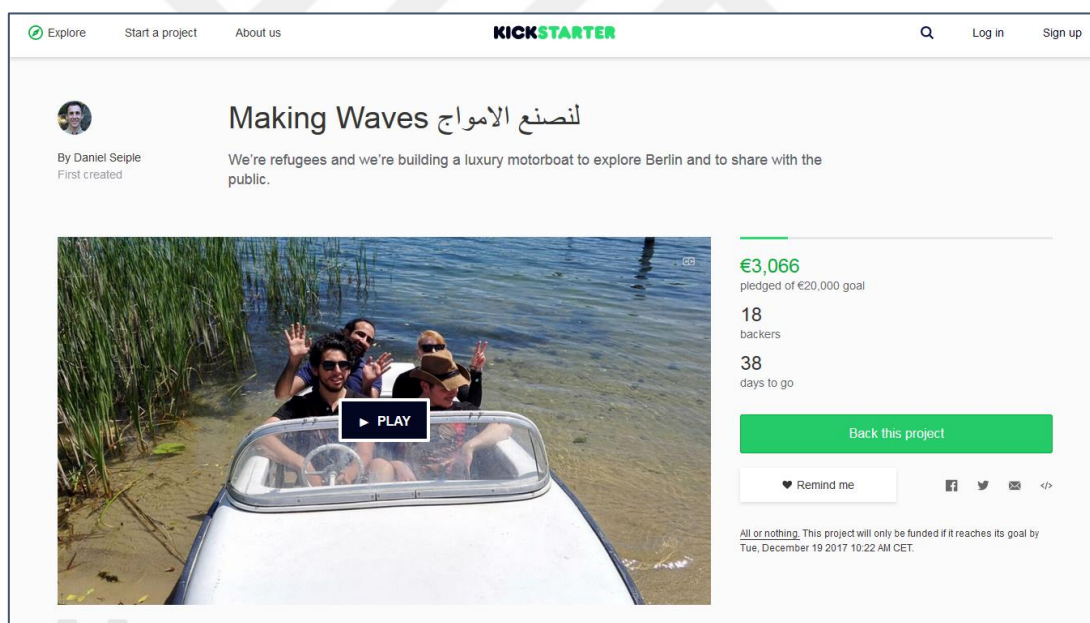 Explore Start a project About us KICKSTARTER Log in Sign up
Making Waves لنصنع الامواج
By Daniel Seiple
First created
We're refugees and we're building a luxury motorboat to explore Berlin and to share with the
public.
CC
€3,066
pledged of €20,000 goal
18
backers
38
days to go
► PLAY
Back this project
Remind me
All or nothing. This project will only be funded if it reaches its goal by
Tue, December 19 2017 10:22 AM CET.